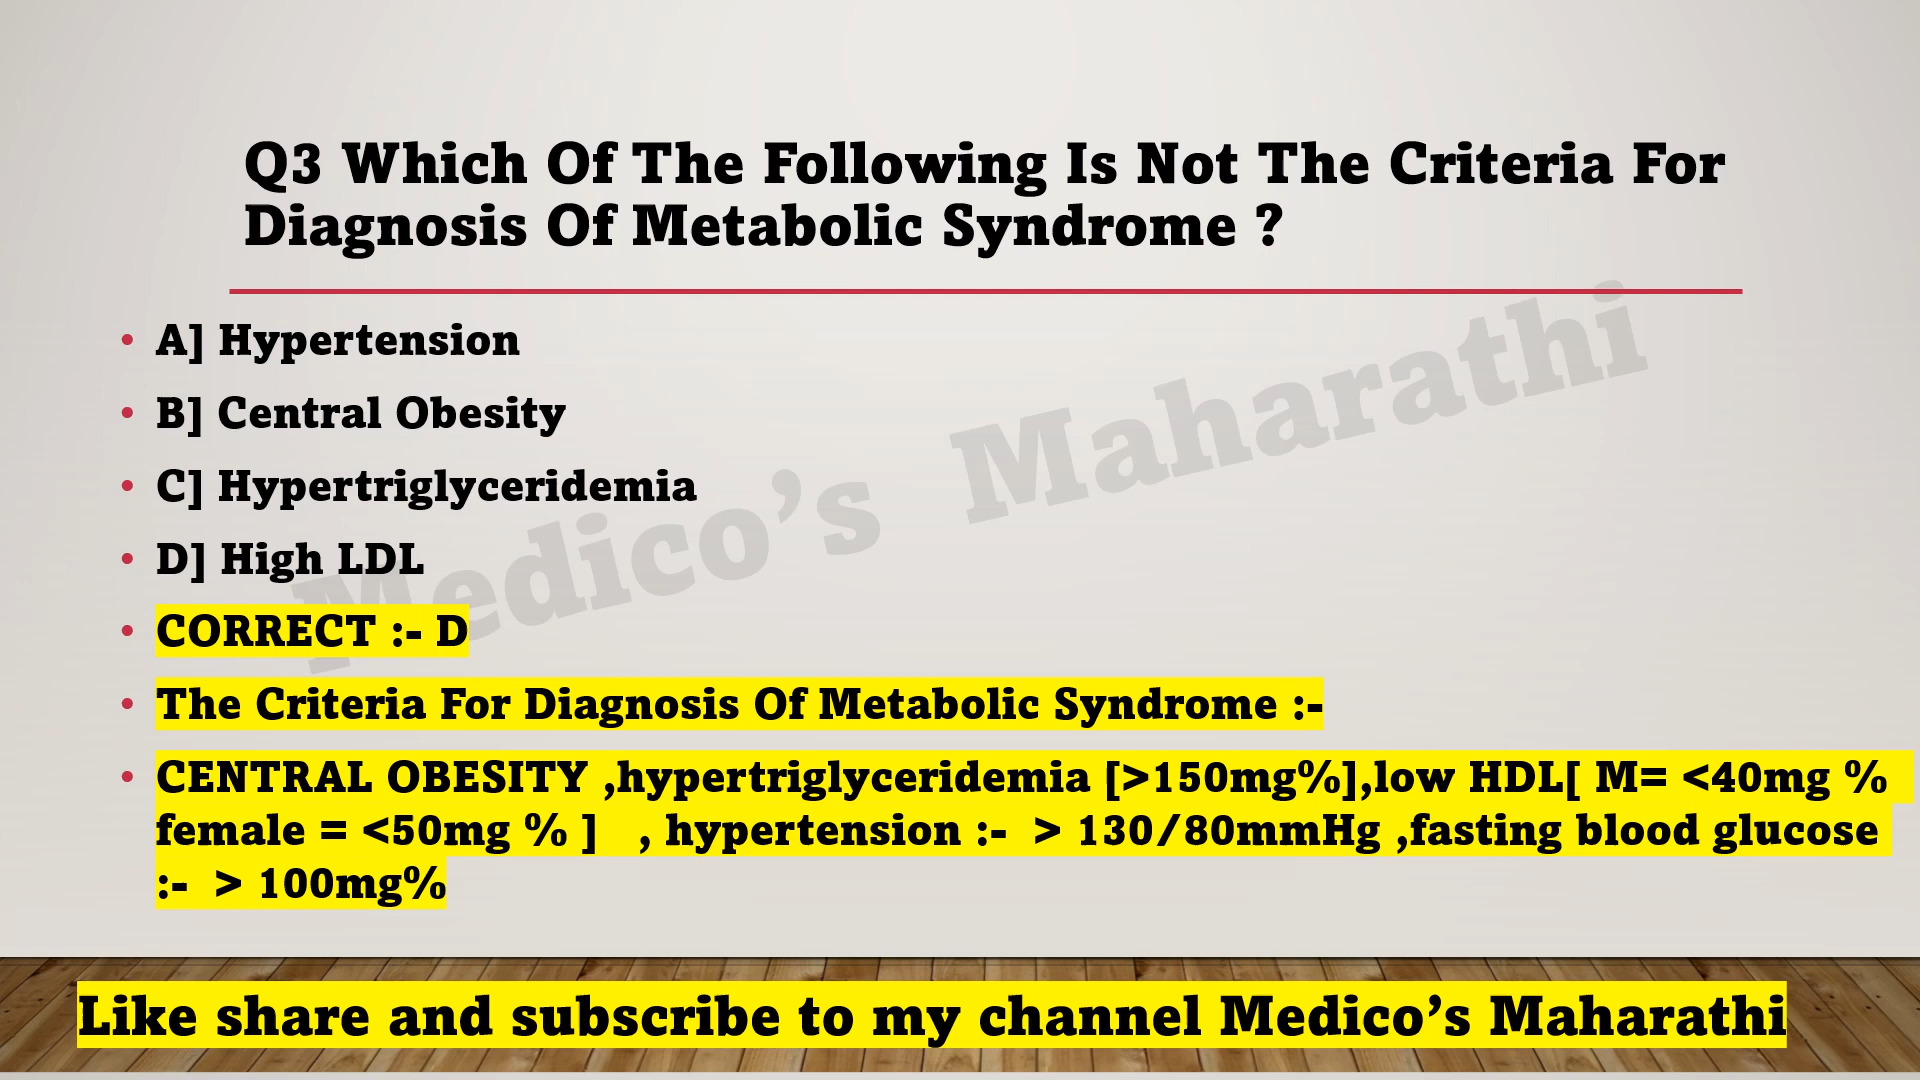 Q3 Which Of The Following Is Not The Criteria For
Diagnosis Of Metabolic Syndrome ?
• A] Hypertension
• B] Central Obesity
• C] Hypertriglyceridemia
• D] High LDL
• CORRECT :- D
• The Criteria For Diagnosis Of Metabolic Syndrome :-
• CENTRAL OBESITY ,hypertriglyceridemia [>150mg%],low HDL[ M= <40mg %
female = <50mg % ] , hypertension :- > 130/80mmHg ,fasting blood glucose
:- > 100mg%
Medico’s Maharathi
Like share and subscribe to my channel Medico’s Maharathi